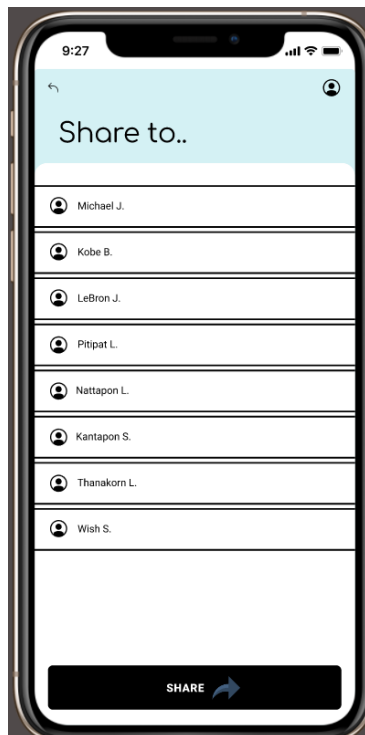 9:27
Share to..
Michael J.
Kobe B.
LeBron J.
Pitipat L.
Nattapon L.
Kantapon S.
Thanakorn L.
Wish S.
SHARE